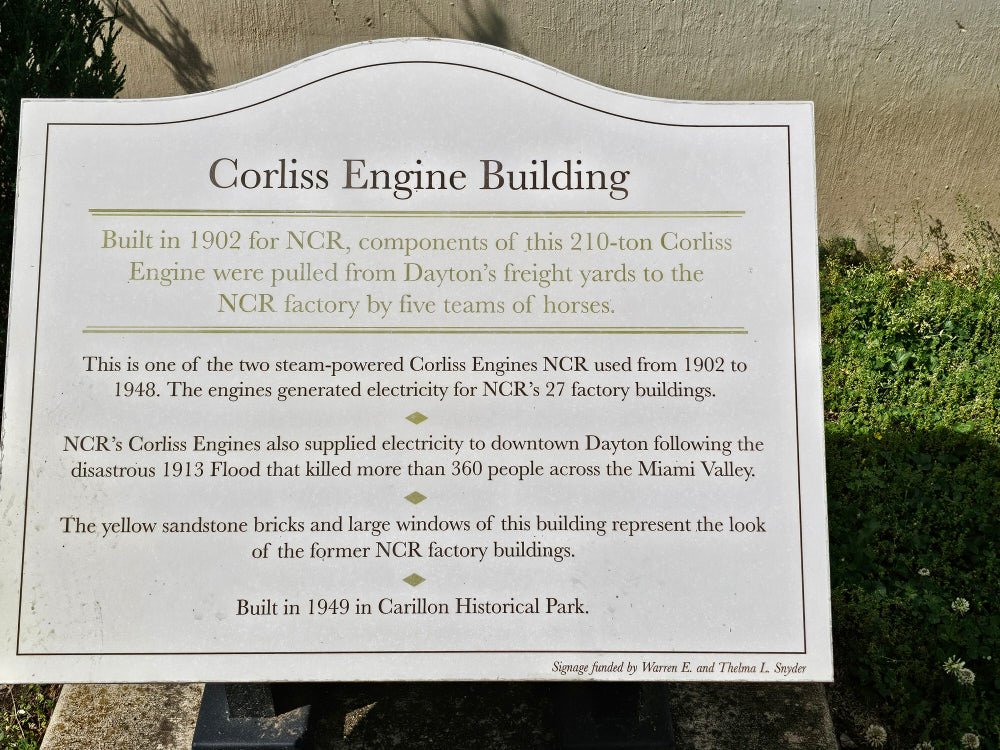 Corliss Engine Building
Built in 1902 for NCR, components of this 210-ton Corliss
Engine were pulled from Dayton's freight yards to the
NCR factory by five teams of horses.
This is one of the two steam-powered Corliss Engines NCR used from 1902 to
1948. The engines generated electricity for NCR's 27 factory buildings.
NCR's Corliss Engines also supplied electricity to downtown Dayton following the
disastrous 1913 Flood that killed more than 360 people across the Miami Valley.
The yellow sandstone bricks and large windows of this building represent the look
of the former NCR factory buildings.
Built in 1949 in Carillon Historical Park.
Signage funded by Warren E. and Thelma L. Snyder